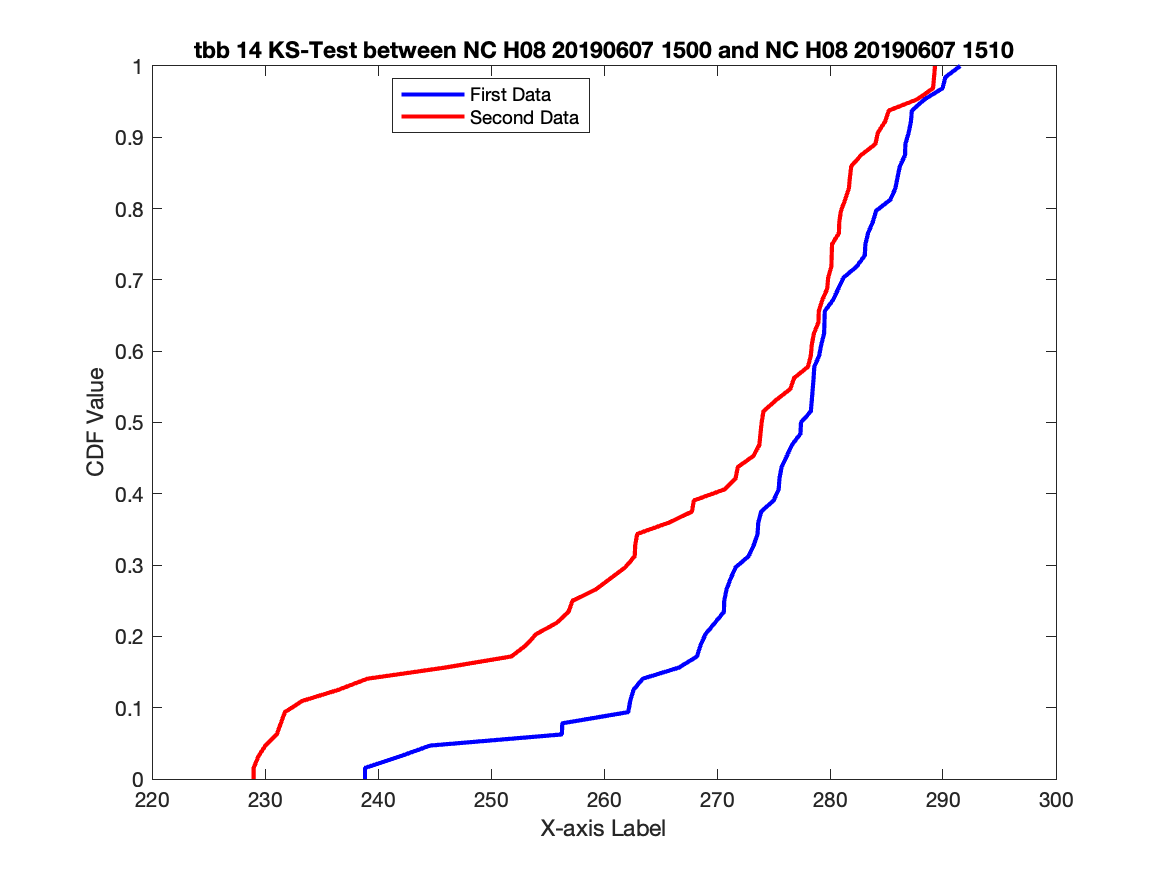 tbb 14 KS-Test between NC H08 20190607 1500 and NC H08 20190607 1510
First Data
Second Data
CDF Value
1
0.9
0.8
0.7
0.6
0.5
0.4
0.3
0.2
0.1
0
220 230 240 250 260 270 280 290 300
X-axis Label